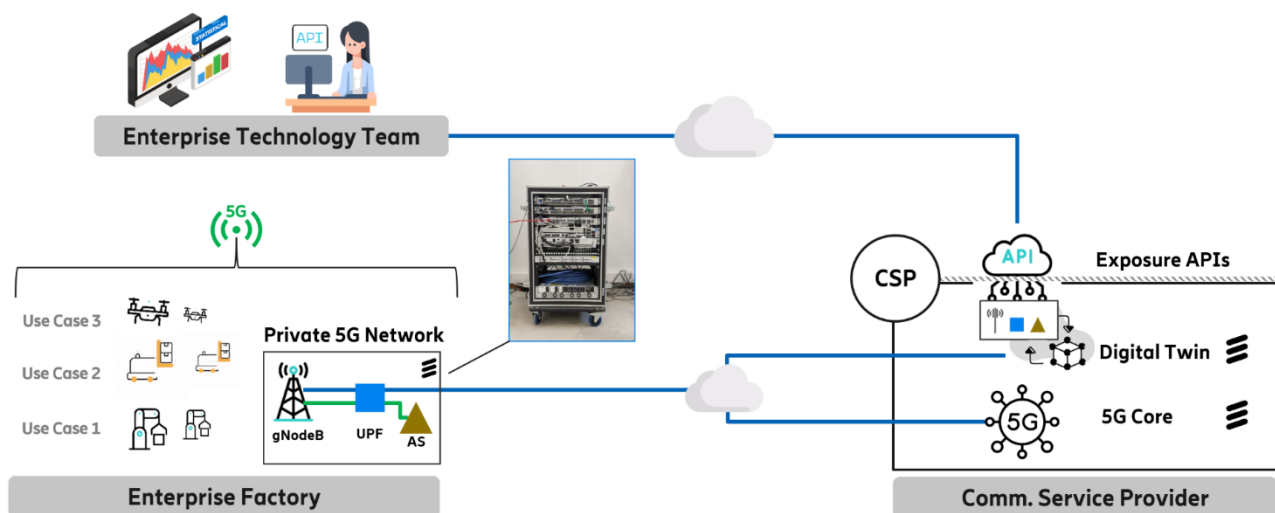 STATISTICAL
API
Enterprise Technology Team
5G
CSP
API
Exposure APIs
Use Case 3
Private 5G Network
Use Case 2
Digital Twin
Use Case 1
gNodeB
UPF
AS
5G
5G Core
Enterprise Factory
Comm. Service Provider